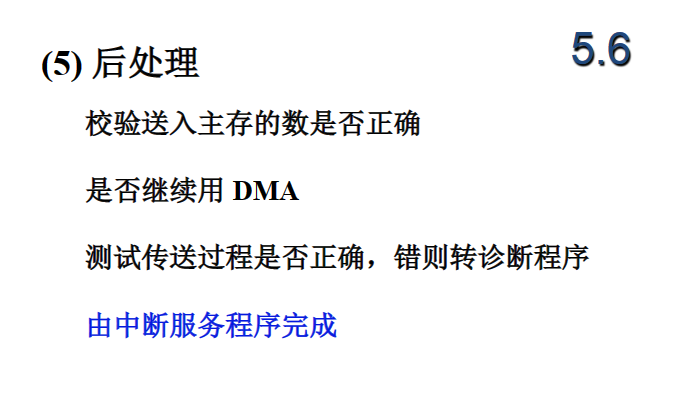 5.6
(5) 后处理
校验送入主存的数是否正确
是否继续用 DMA
测试传送过程是否正确，错则转诊断程序
由中断服务程序完成